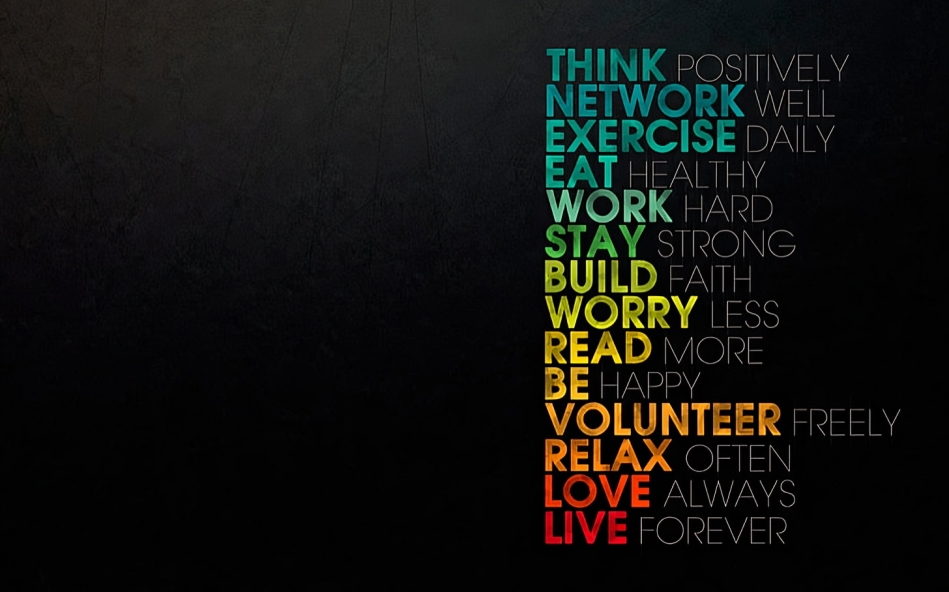 THINK POSITIVELY
NETWORK WELL
EXERCISE DAILY
EAT HEALTHY
WORK HARD
STAY STRONG
BUILD FAITH
WORRY LESS
READ MORE
BE HAPPY
VOLUNTEER FREELY
RELAX OFTEN
LOVE ALWAYS
LIVE FOREVER